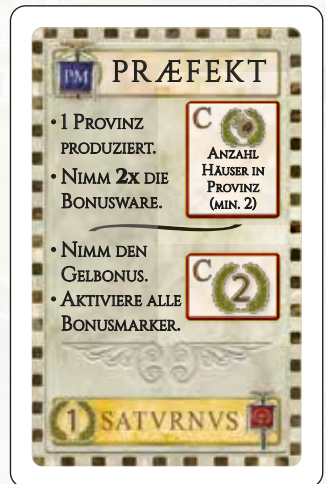 PM PRÆFEKT
• 1 PROVINZ
PRODUZIERT.
• NIMM 2X DIE
BONUSWARE.
C
ANZAHL
HÄUSER IN
PROVINZ
(MIN. 2)
• NIMM DEN
GELBONUS.
• AKTIVIERE ALLE
BONUSMARKER.
C 2
1 SATVRNVS